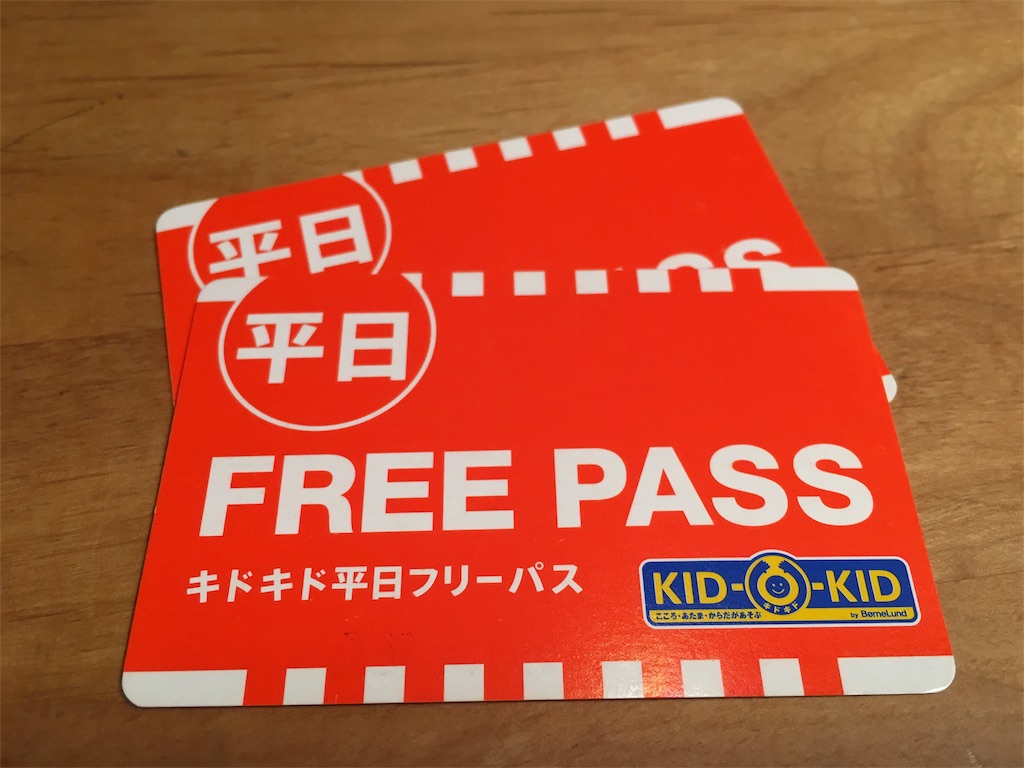 平日
平日
FREE PASS
キドキド平日フリーパス
KID-O-KID
キドキド
こころ・あたま・からだがあそぶ
by BørneLund